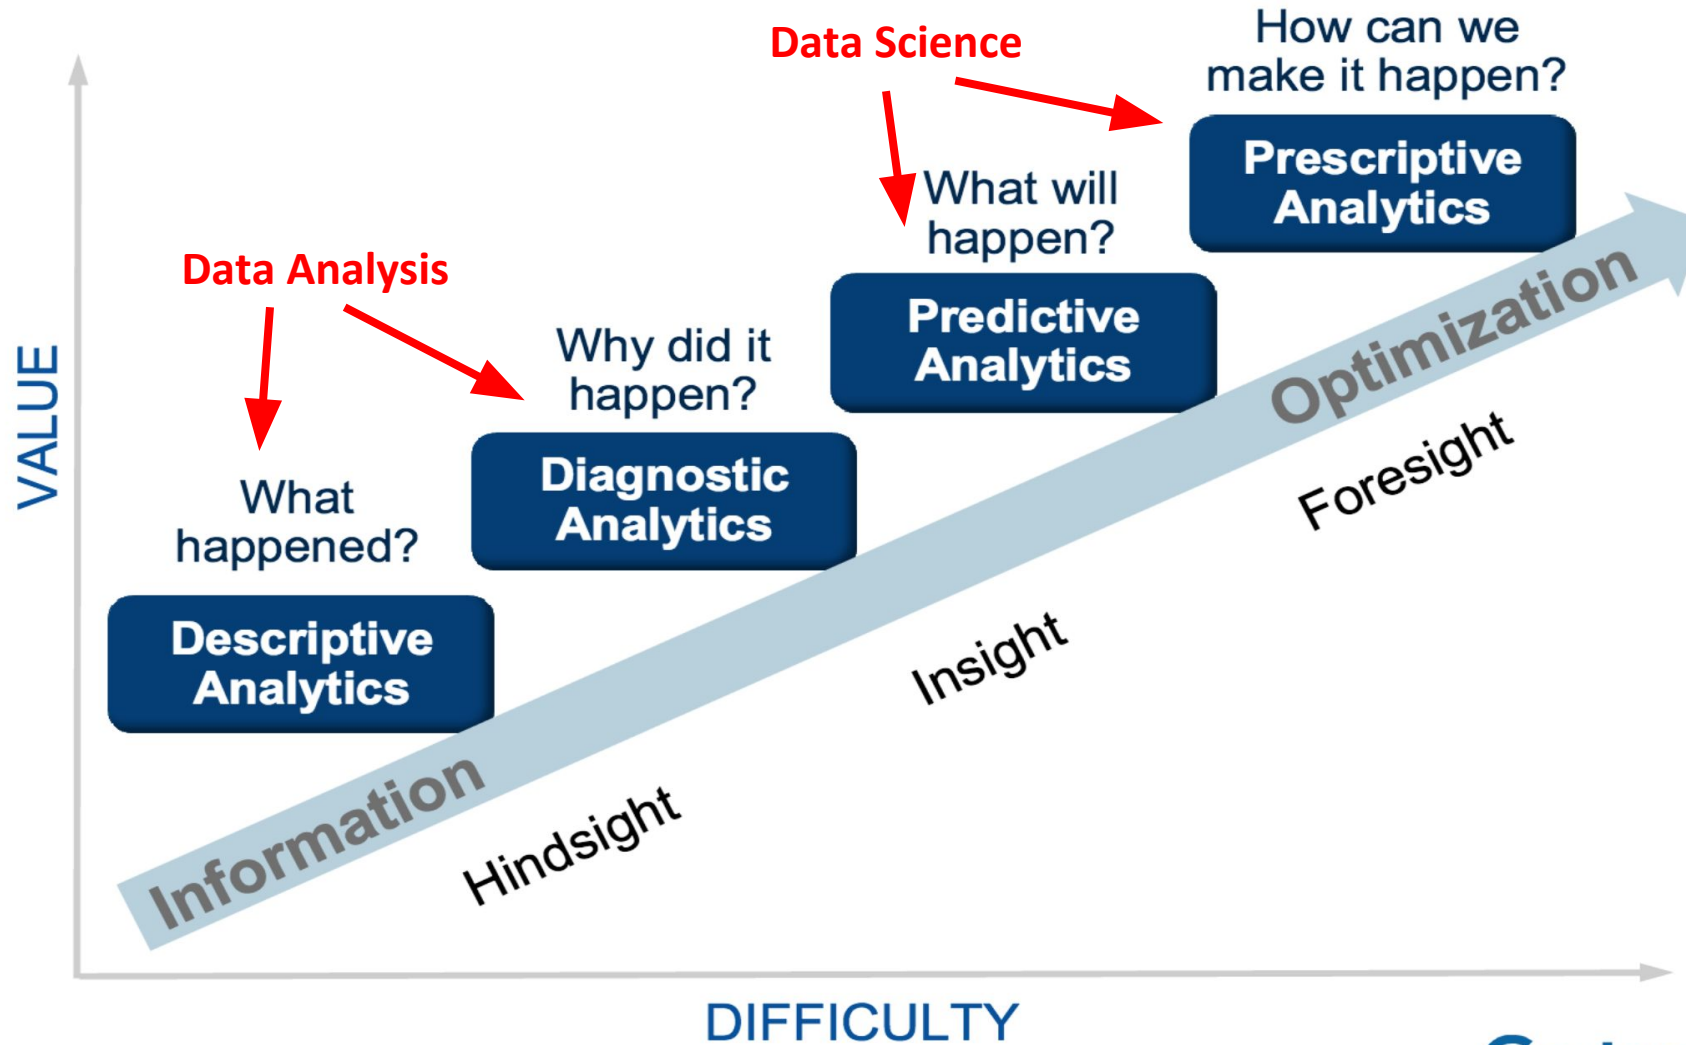 Data Science
How can we
make it happen?
Prescriptive
Analytics
What will
happen?
Predictive
Analytics
Data Analysis
Why did it
happen?
Diagnostic
Analytics
What
happened?
Descriptive
Analytics
VALUE
Information
Optimization
Hindsight
Insight
Foresight
DIFFICULTY